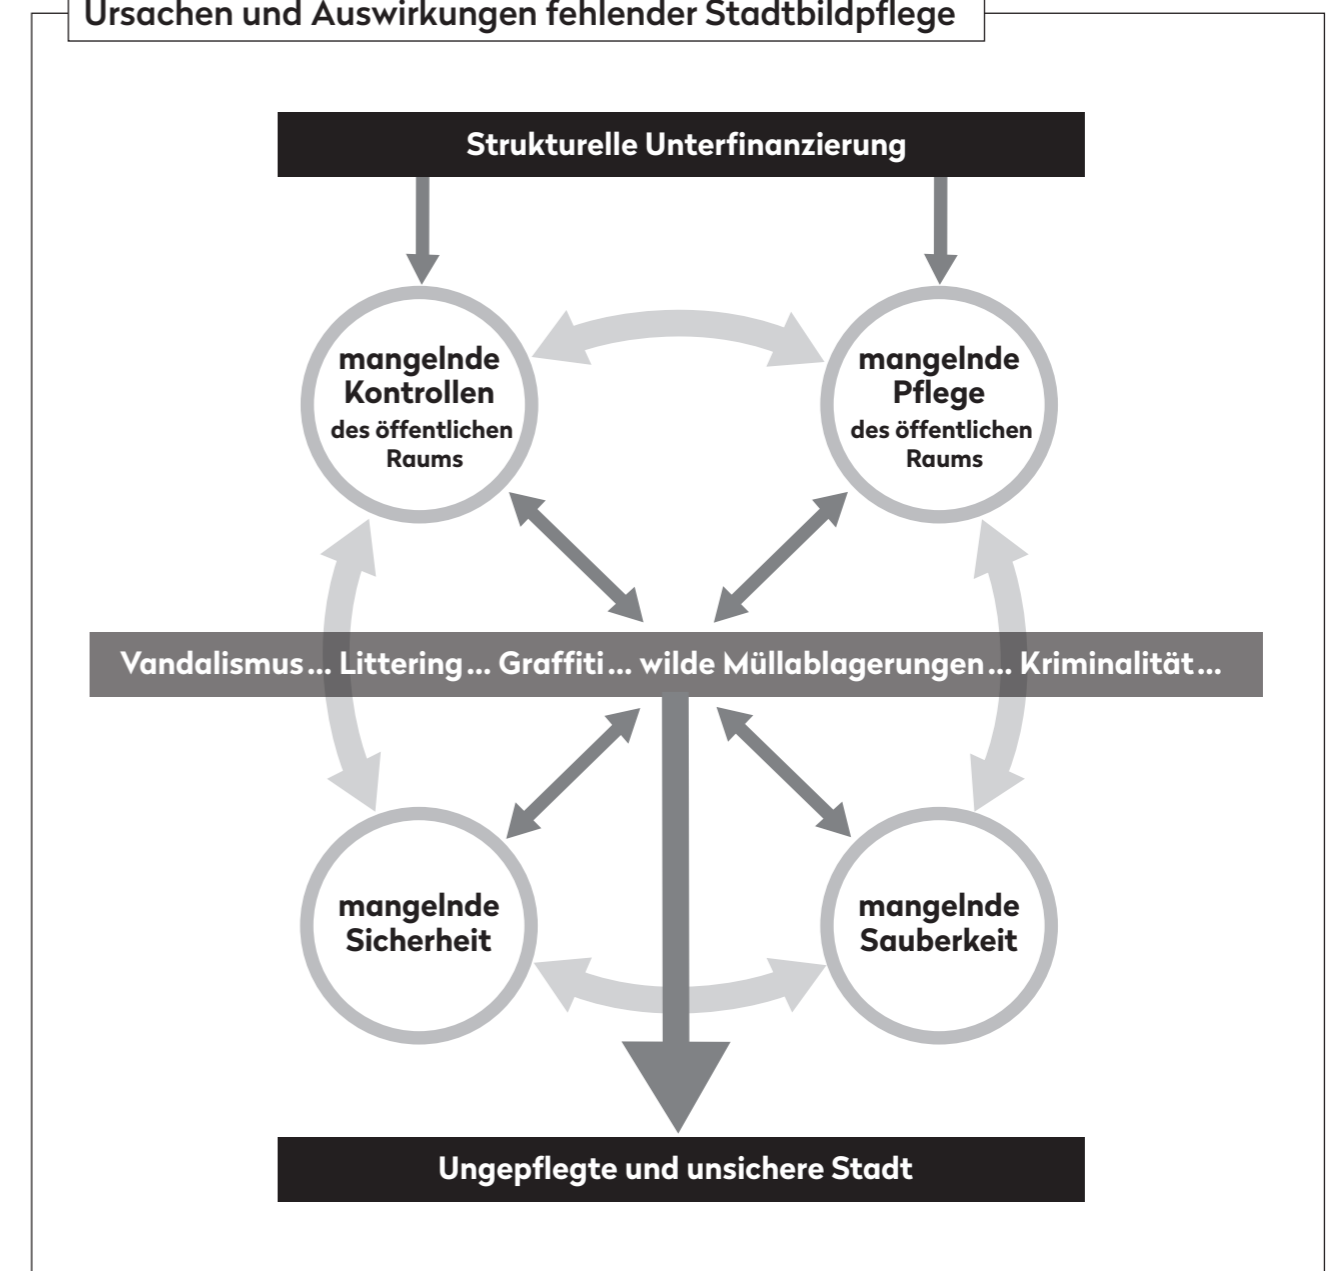 Ursachen und Auswirkungen fehlender Stadtbildpflege
Strukturelle Unterfinanzierung
mangelnde
Kontrollen
des öffentlichen
Raums
mangelnde
Pflege
des öffentlichen
Raums
Vandalismus... Littering... Graffiti... wilde Müllablagerungen... Kriminalität...
mangelnde
Sicherheit
mangelnde
Sauberkeit
Ungepflegte und unsichere Stadt